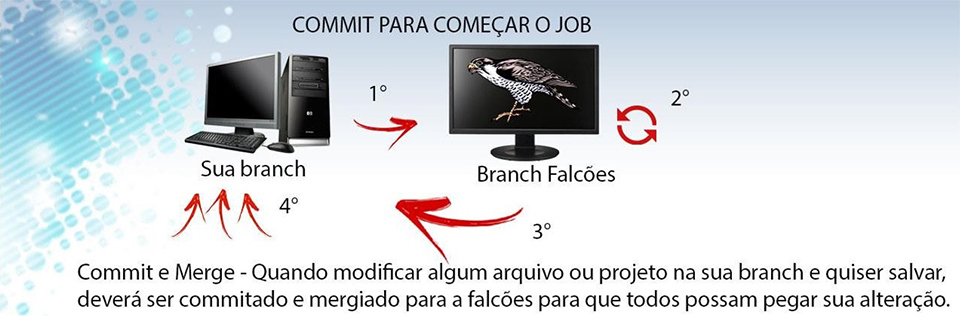 COMMIT PARA COMEÇAR O JOB
1°
2°
Sua branch
Branch Falcões
4°
3°
Commit e Merge - Quando modificar algum arquivo ou projeto na sua branch e quiser salvar,
deverá ser commitado e mergiado para a falcões para que todos possam pegar sua alteração.